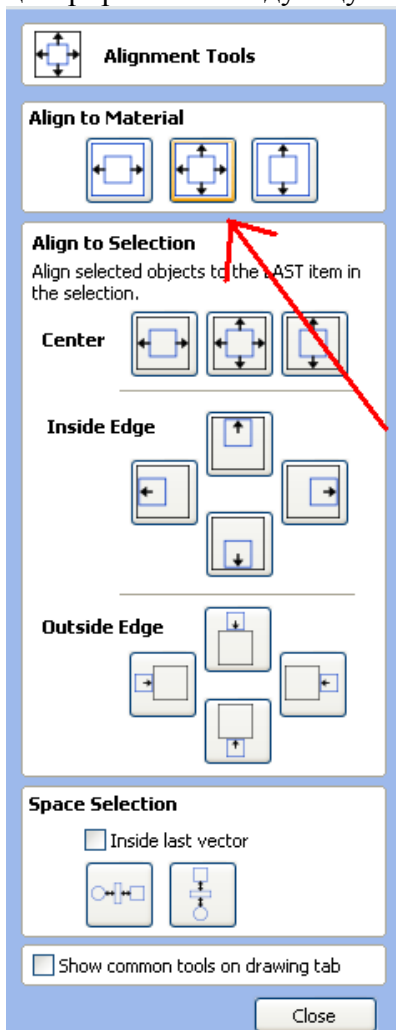 Alignment Tools
Align to Material
Align to Selection
Align selected objects to the LAST item in
the selection.
Center
Inside Edge
Outside Edge
Space Selection
Inside last vector
Show common tools on drawing tab
Close